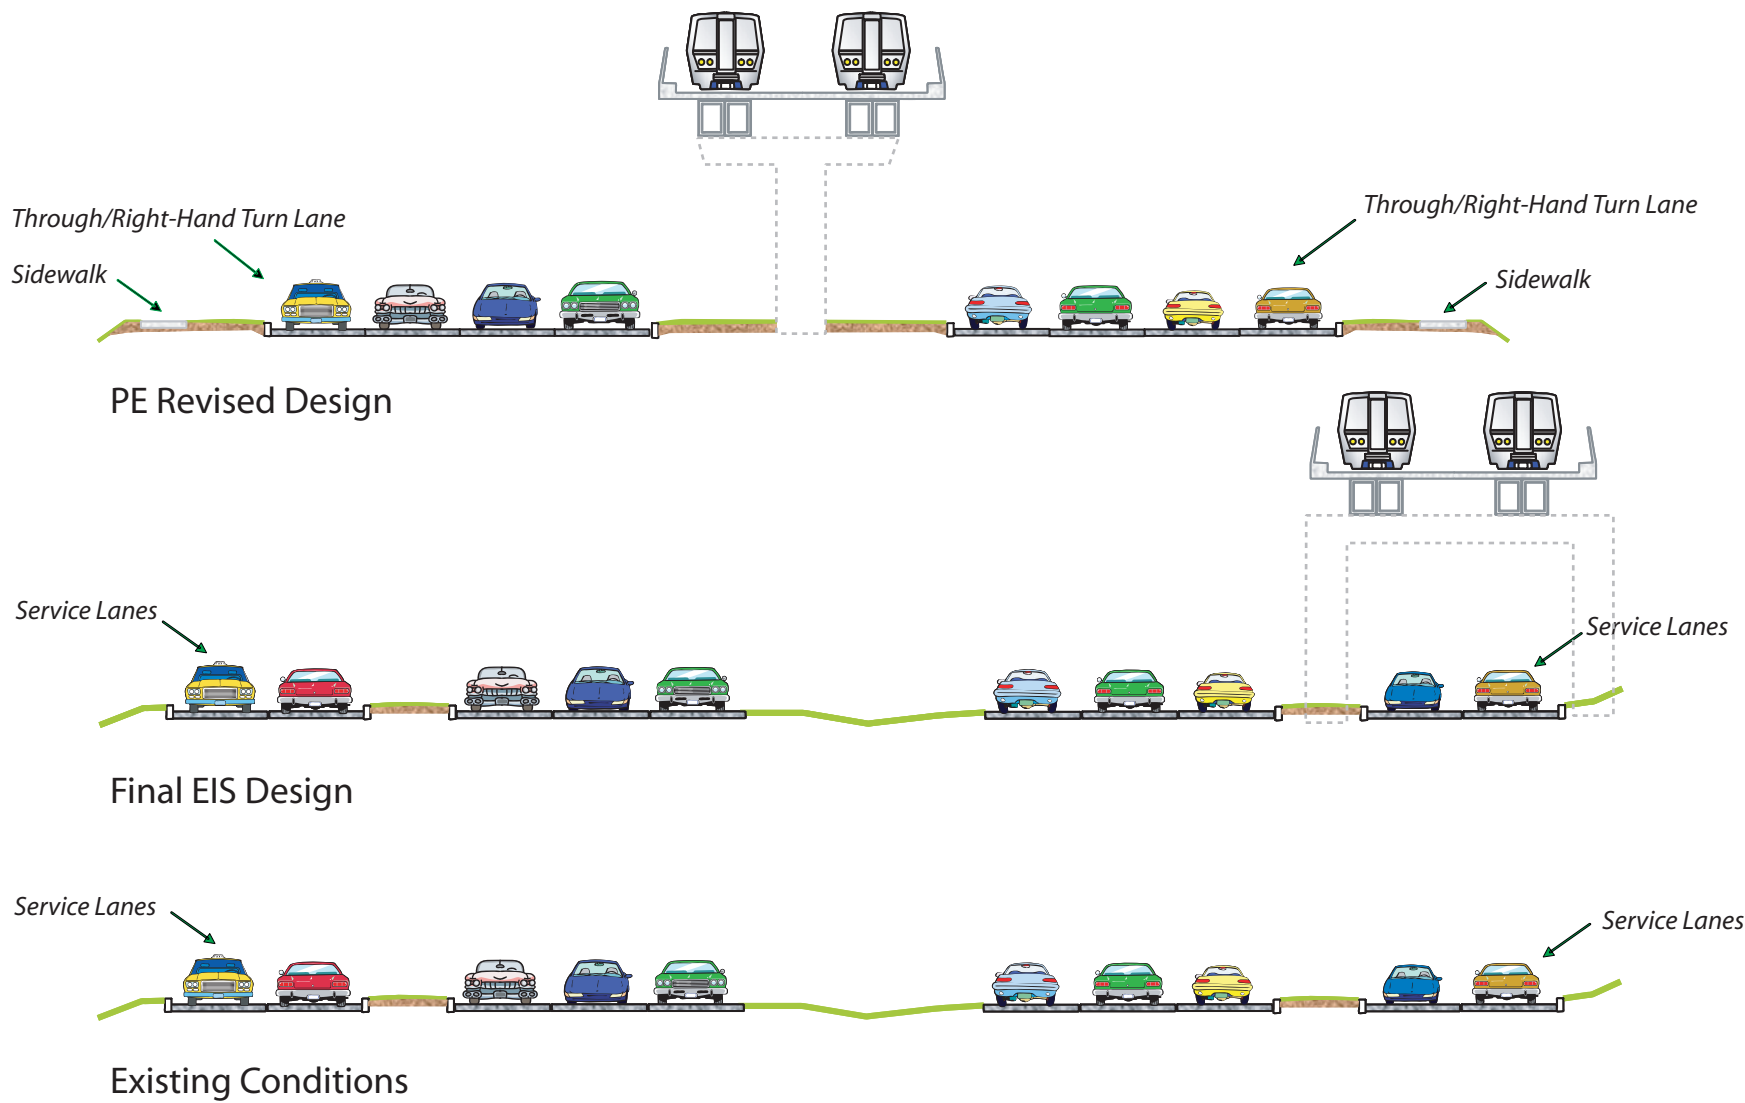 Through/Right-Hand Turn Lane
Through/Right-Hand Turn Lane
Sidewalk
Sidewalk
PE Revised Design
Service Lanes
Service Lanes
Final EIS Design
Service Lanes
Service Lanes
Existing Conditions